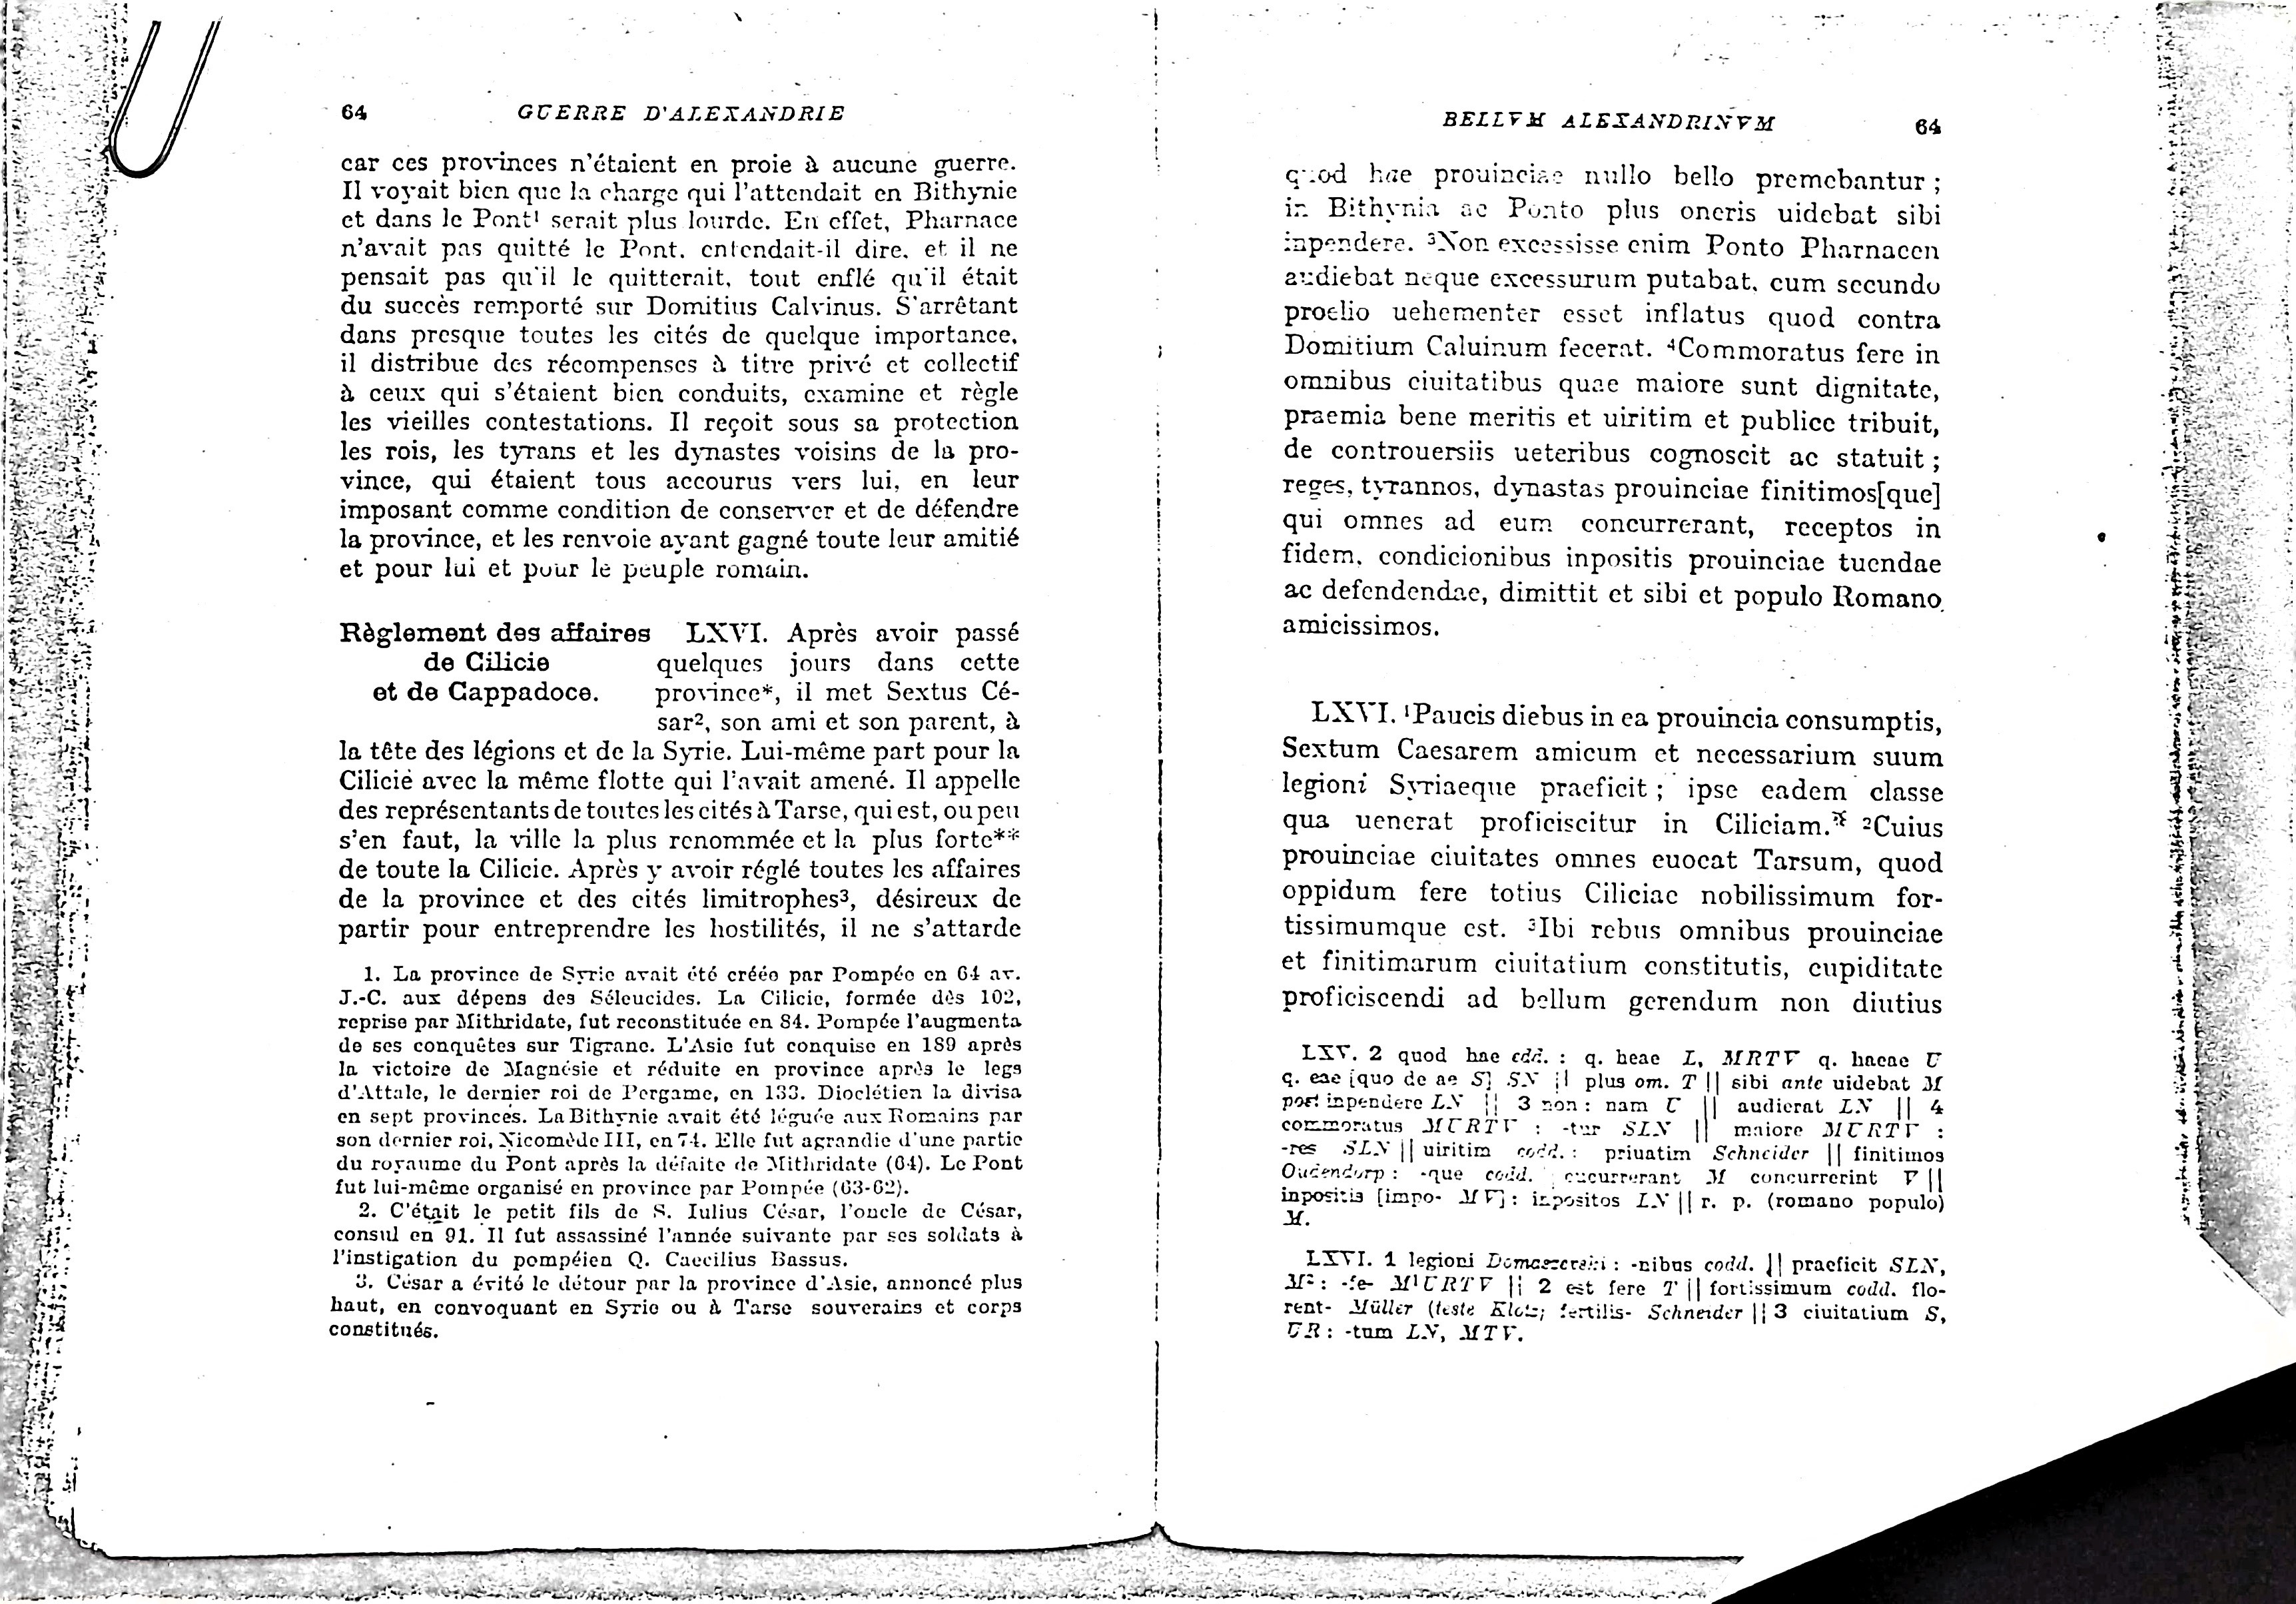 64 GUERRE D'ALEXANDRIE
car ces provinces n'étaient en proie à aucune guerre.
Il voyait bien que la charge qui l'attendait en Bithynie
et dans le Pont¹ serait plus lourde. En effet, Pharnace
n'avait pas quitté le Pont, entendait-il dire, et il ne
pensait pas qu'il le quitterait, tout enflé qu'il était
du succès remporté sur Domitius Calvinus. S'arrêtant
dans presque toutes les cités de quelque importance,
il distribue des récompenses à titre privé et collectif
à ceux qui s'étaient bien conduits, examine et règle
les vieilles contestations. Il reçoit sous sa protection
les rois, les tyrans et les dynastes voisins de la pro-
vince, qui étaient tous accourus vers lui, en leur
imposant comme condition de conserver et de défendre
la province, et les renvoie ayant gagné toute leur amitié
et pour lui et pour le peuple romain.
Règlement des affaires
de Cilicie
et de Cappadoce.
LXVI. Après avoir passé
quelques jours dans cette
province*, il met Sextus Cé-
sar², son ami et son parent, à
la tête des légions et de la Syrie. Lui-même part pour la
Cilicie avec la même flotte qui l'avait amené. Il appelle
des représentants de toutes les cités à Tarse, qui est, ou peu
s'en faut, la ville la plus renommée et la plus forte**
de toute la Cilicie. Après y avoir réglé toutes les affaires
de la province et des cités limitrophes³, désireux de
partir pour entreprendre les hostilités, il ne s'attarde
1. La province de Syrie avait été créée par Pompée en 64 av.
J.-C. aux dépens des Séleucides. La Cilicie, formée dès 102,
reprise par Mithridate, fut reconstituée en 84. Pompée l'augmenta
de ses conquêtes sur Tigrane. L'Asie fut conquise en 189 après
la victoire de Magnésie et réduite en province après le legs
d'Attale, le dernier roi de Pergame, en 133. Dioclétien la divisa
en sept provinces. La Bithynie avait été léguée aux Romains par
son dernier roi, Nicomède III, en 74. Elle fut agrandie d'une partie
du royaume du Pont après la défaite de Mithridate (64). Le Pont
fut lui-même organisé en province par Pompée (63-62).
2. C'était le petit fils de S. Iulius César, l'oncle de César,
consul en 91. Il fut assassiné l'année suivante par ses soldats à
l'instigation du pompéien Q. Caecilius Bassus.
3. César a évité le détour par la province d'Asie, annoncé plus
haut, en convoquant en Syrie ou à Tarse souverains et corps
constitués.
BELLVM ALEXANDRINVM 64
quod hae prouinciae nullo bello premebantur ;
in Bithynia ac Ponto plus oneris uidebat sibi
inpendere. ³Non excessisse enim Ponto Pharnacen
audiebat neque excessurum putabat, cum secundo
proelio uehementer esset inflatus quod contra
Domitium Caluinum fecerat. ⁴Commoratus fere in
omnibus ciuitatibus quae maiore sunt dignitate,
praemia bene meritis et uiritim et publice tribuit,
de controuersiis ueteribus cognoscit ac statuit ;
reges, tyrannos, dynastas prouinciae finitimos[que]
qui omnes ad eum concurrerant, receptos in
fidem, condicionibus inpositis prouinciae tuendae
ac defendendae, dimittit et sibi et populo Romano
amicissimos.
LXVI. ¹Paucis diebus in ea prouincia consumptis,
Sextum Caesarem amicum et necessarium suum
legioni Syriaeque praeficit ; ipse eadem classe
qua uenerat proficiscitur in Ciliciam.* ²Cuius
prouinciae ciuitates omnes euocat Tarsum, quod
oppidum fere totius Ciliciae nobilissimum for-
tissimumque est. ³Ibi rebus omnibus prouinciae
et finitimarum ciuitatium constitutis, cupiditate
proficiscendi ad bellum gerendum non diutius
LXV. 2 quod hae edd. : q. heae L, MRTV q. haeae U
q. eae [quo de ae S] SN || plus om. T || sibi ante uidebat M
post inpendere LN || 3 non : nam U || audierat LN || 4
commoratus MURTV : -tur SLN || maiore MURTV :
-res SLN || uiritim codd. : priuatim Schneider || finitimos
Oudendorp : -que codd. cucurrerant M concurrerint V ||
inpositis [impo- MV] : inpositos LN || r. p. (romano populo)
M.
LXVI. 1 legioni Domaszewski : -nibus codd. || praeficit SLN,
M² : -fe- M¹URTV || 2 est fere T || fortissimum codd. flo-
rent- Müller (teste Klotz; fertilis- Schneider || 3 ciuitatium S,
UR : -tum LN, MTV.